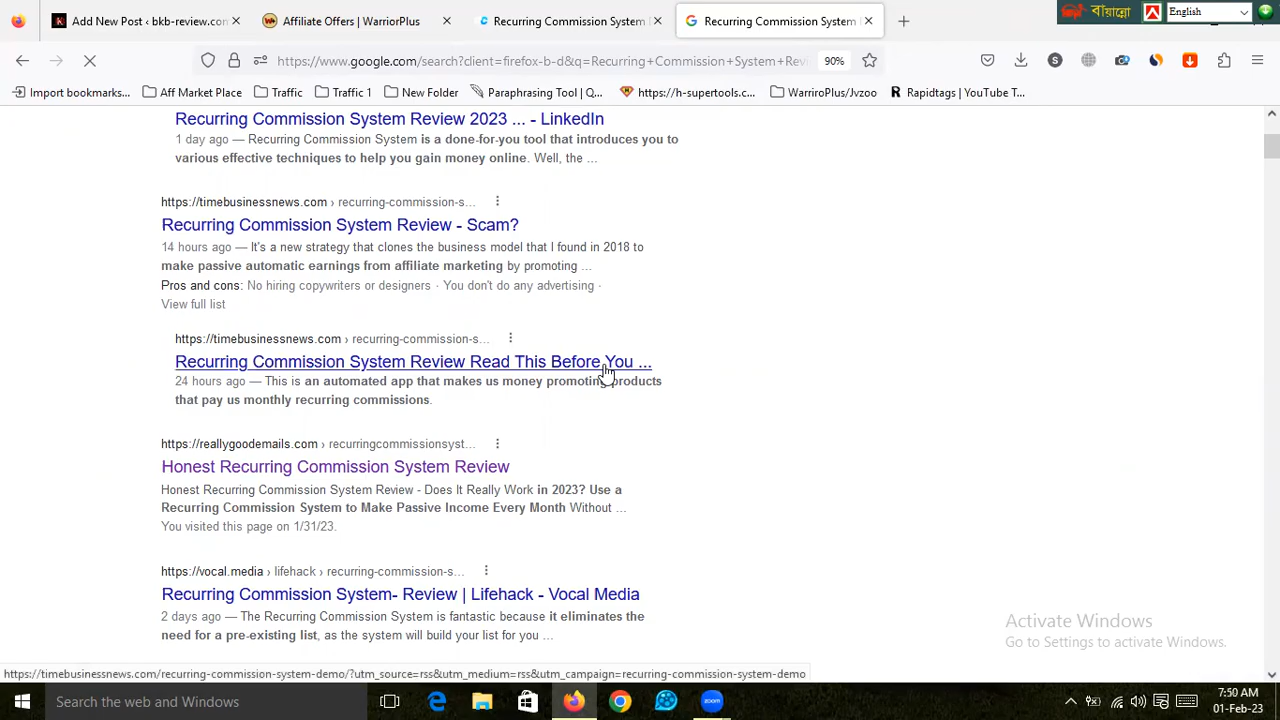 Add New Post ‹ bkb-review.con
Affiliate Offers | WarriorPlus
Recurring Commission System
Recurring Commission System
বায়ান্নো
English
https://www.google.com/search?client=firefox-b-d&q=Recurring+Commission+System+Revi
90%
Import bookmarks...
Aff Market Place
Traffic
Traffic 1
New Folder
Paraphrasing Tool | Q...
https://h-supertools.c...
WarriroPlus/Jvzoo
Rapidtags | YouTube T...
Recurring Commission System Review 2023 ... - LinkedIn
1 day ago — Recurring Commission System is a done-for-you tool that introduces you to
various effective techniques to help you gain money online. Well, the ...
https://timebusinessnews.com › recurring-commission-s...
Recurring Commission System Review - Scam?
14 hours ago — It's a new strategy that clones the business model that I found in 2018 to
make passive automatic earnings from affiliate marketing by promoting ...
Pros and cons: No hiring copywriters or designers · You don't do any advertising ·
View full list
https://timebusinessnews.com › recurring-commission-s...
Recurring Commission System Review Read This Before You ...
24 hours ago — This is an automated app that makes us money promoting products
that pay us monthly recurring commissions.
https://reallygoodemails.com › recurringcommissionsyst...
Honest Recurring Commission System Review
Honest Recurring Commission System Review - Does It Really Work in 2023? Use a
Recurring Commission System to Make Passive Income Every Month Without ...
You visited this page on 1/31/23.
https://vocal.media › lifehack › recurring-commission-s...
Recurring Commission System- Review | Lifehack - Vocal Media
2 days ago — The Recurring Commission System is fantastic because it eliminates the
need for a pre-existing list, as the system will build your list for you ...
Activate Windows
Go to Settings to activate Windows.
https://timebusinessnews.com/recurring-commission-system-demo/?utm_source=rss&utm_medium=rss&utm_campaign=recurring-commission-system-demo
Search the web and Windows
zoom
7:50 AM
01-Feb-23